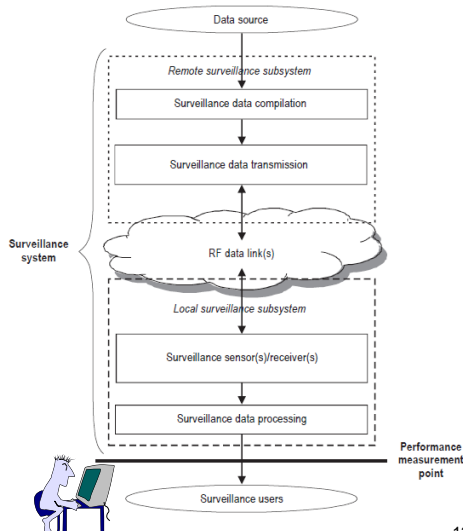 Data source
Remote surveillance subsystem
Surveillance data compilation
Surveillance data transmission
RF data link(s)
Surveillance
system
Local surveillance subsystem
Surveillance sensor(s)/receiver(s)
Surveillance data processing
Performance
measurement
point
Surveillance users